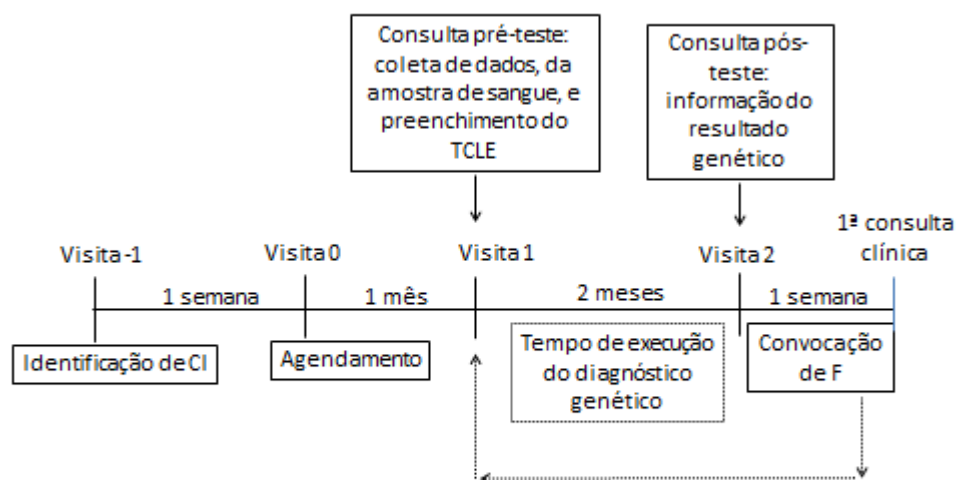 Consulta pré-teste:
coleta de dados, da
amostra de sangue, e
preenchimento do
TCLE
Consulta pós-
teste:
informação do
resultado
genético
1ª consulta
clínica
Visita -1
Visita 0
Visita 1
Visita 2
1 semana
1 mês
2 meses
1 semana
Identificação de CI
Agendamento
Tempo de execução
do diagnóstico
genético
Convocação
de F